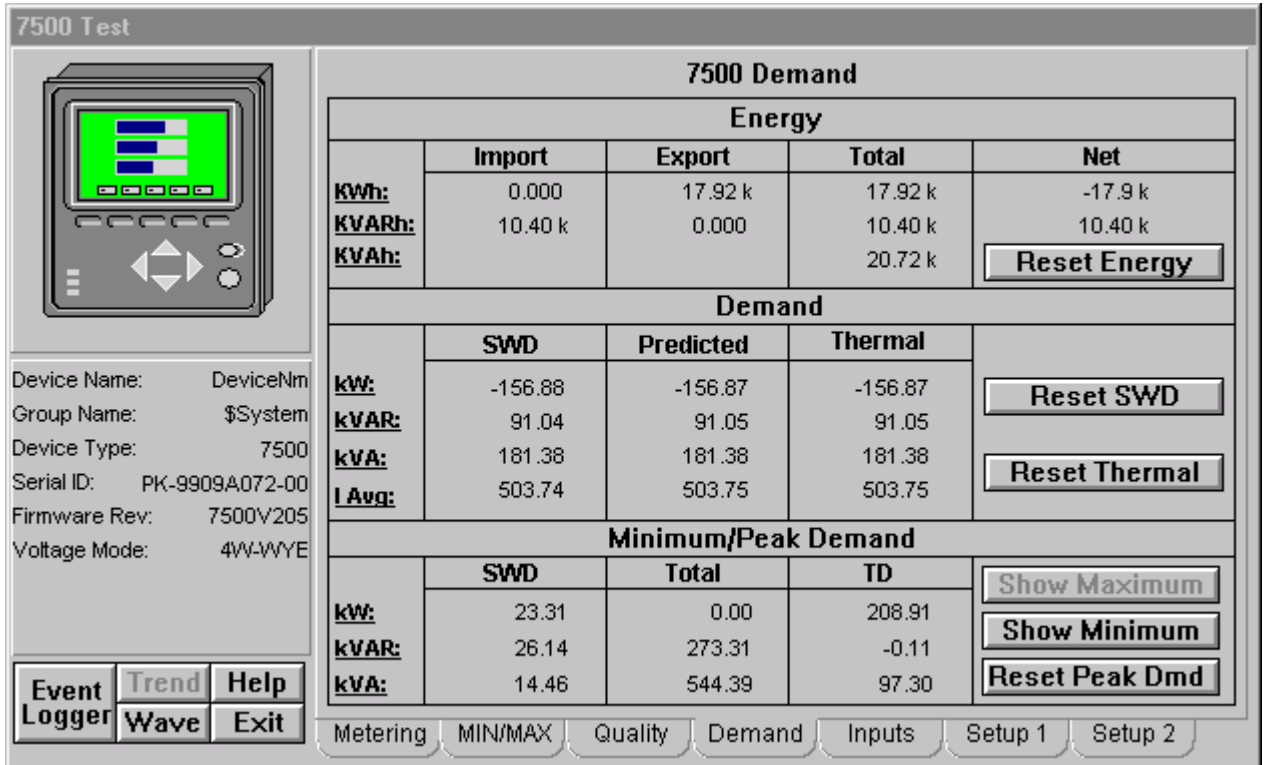 7500 Test
7500 Demand
Energy
Import Export Total Net
KWh: 0.000 17.92 k 17.92 k -17.9 k
KVARh: 10.40 k 0.000 10.40 k 10.40 k
KVAh: 20.72 k Reset Energy
Demand
SWD Predicted Thermal
kW: -156.88 -156.87 -156.87 Reset SWD
kVAR: 91.04 91.05 91.05
kVA: 181.38 181.38 181.38 Reset Thermal
I Avg: 503.74 503.75 503.75
Minimum/Peak Demand
SWD Total TD Show Maximum
kW: 23.31 0.00 208.91 Show Minimum
kVAR: 26.14 273.31 -0.11
kVA: 14.46 544.39 97.30 Reset Peak Dmd
Device Name: DeviceNm
Group Name: $System
Device Type: 7500
Serial ID: PK-9909A072-00
Firmware Rev: 7500V205
Voltage Mode: 4W-WYE
Event Logger Trend Help
Wave Exit
Metering MIN/MAX Quality Demand Inputs Setup 1 Setup 2